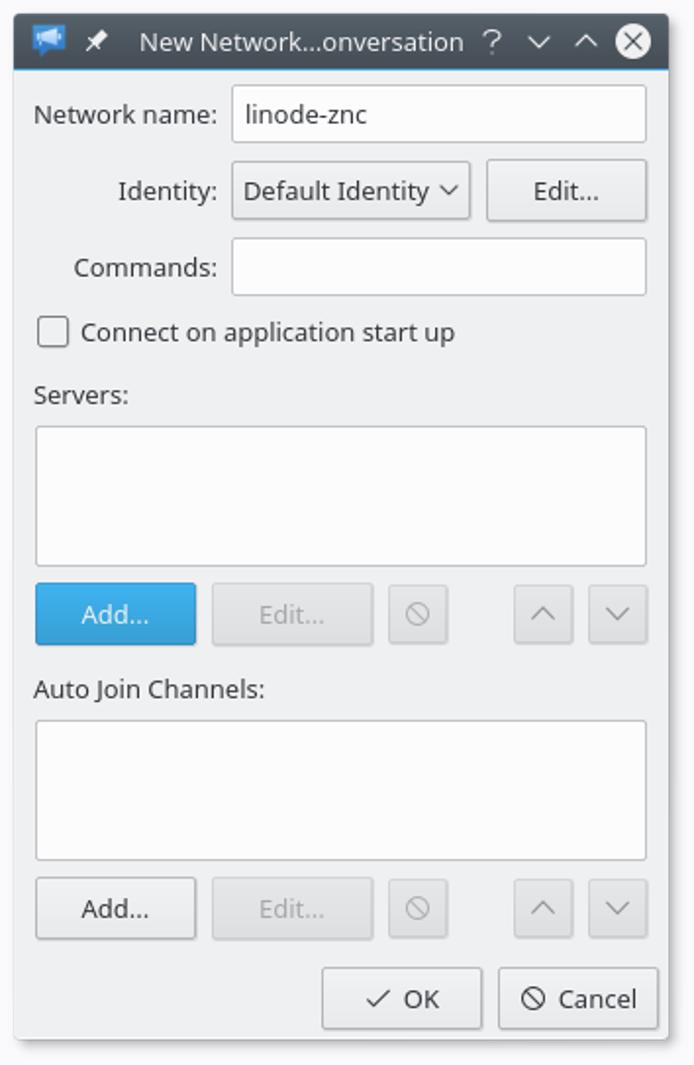 New Network...onversation
Network name: linode-znc
Identity: Default Identity Edit...
Commands:
Connect on application start up
Servers:
Add... Edit...
Auto Join Channels:
Add... Edit...
OK Cancel